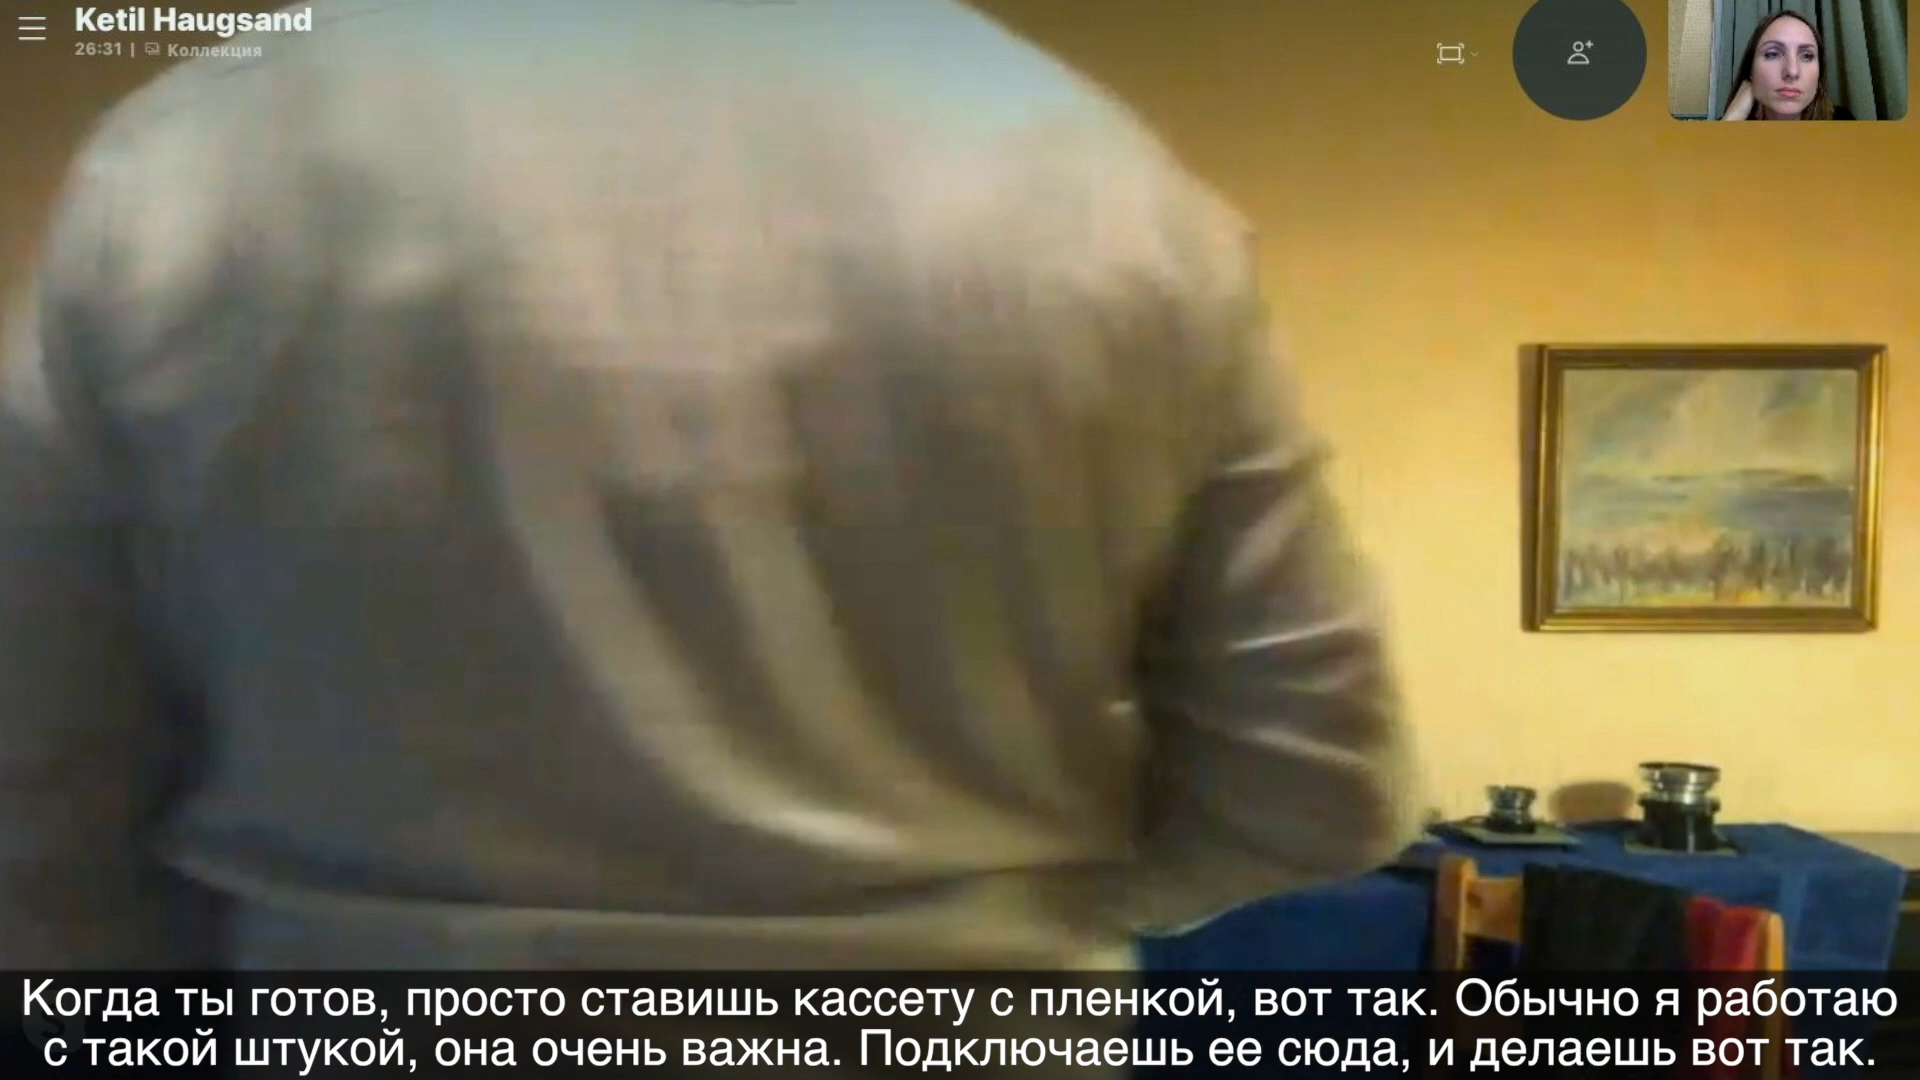 Ketil Haugsand
26:31 | Коллекция
Когда ты готов, просто ставишь кассету с пленкой, вот так. Обычно я работаю
с такой штукой, она очень важна. Подключаешь ее сюда, и делаешь вот так.